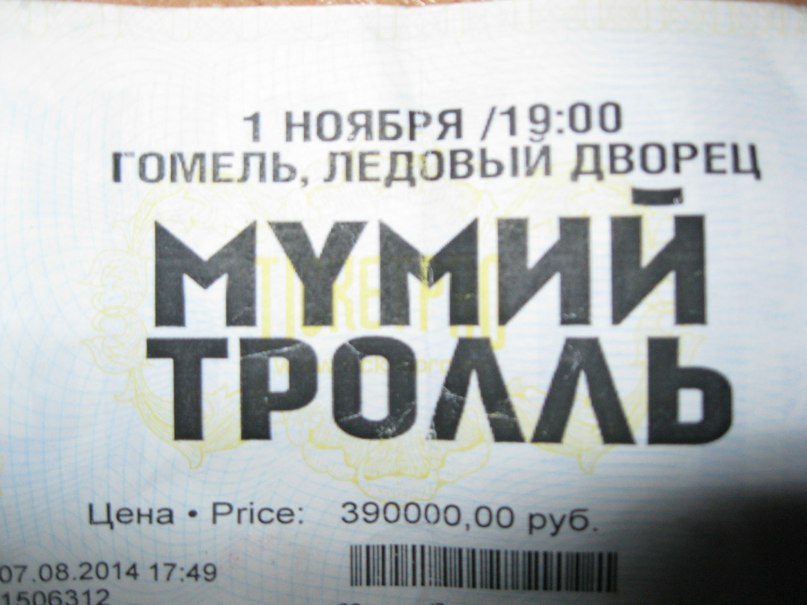 1 НОЯБРЯ /19:00
ГОМЕЛЬ, ЛЕДОВЫЙ ДВОРЕЦ
МУМИЙ
ТРОЛЛЬ
TICKETPRO
Цена • Price: 390000,00 руб.
07.08.2014 17:49
1506312